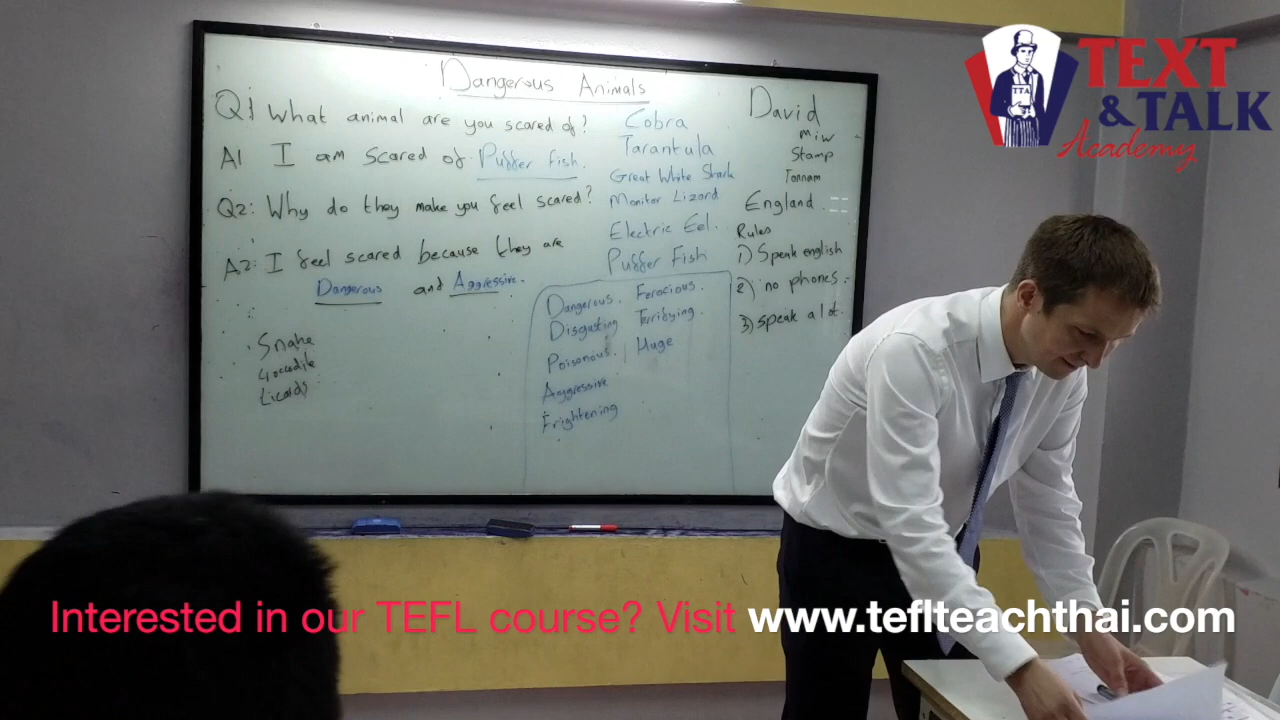 Dangerous Animals
Q1 What animal are you scared of?
A1 I am scared of Puffer fish.
Q2: Why do they make you feel scared?
A2: I feel scared because they are
Dangerous and Aggressive.
Snake
Crocodile
Lizards
Cobra
Tarantula
Great White Shark
Monitor Lizard
Electric Eel.
Puffer Fish
Dangerous. Ferocious.
Disgusting Terrifying.
Poisonous. Huge
Aggressive
Frightening
David
Miw
Stamp
Tannam
England
Rules
1) Speak english
2) no phones.
3) Speak a lot.
TEXT
& TALK
Academy
TTA
Interested in our TEFL course? Visit www.teflteachthai.com